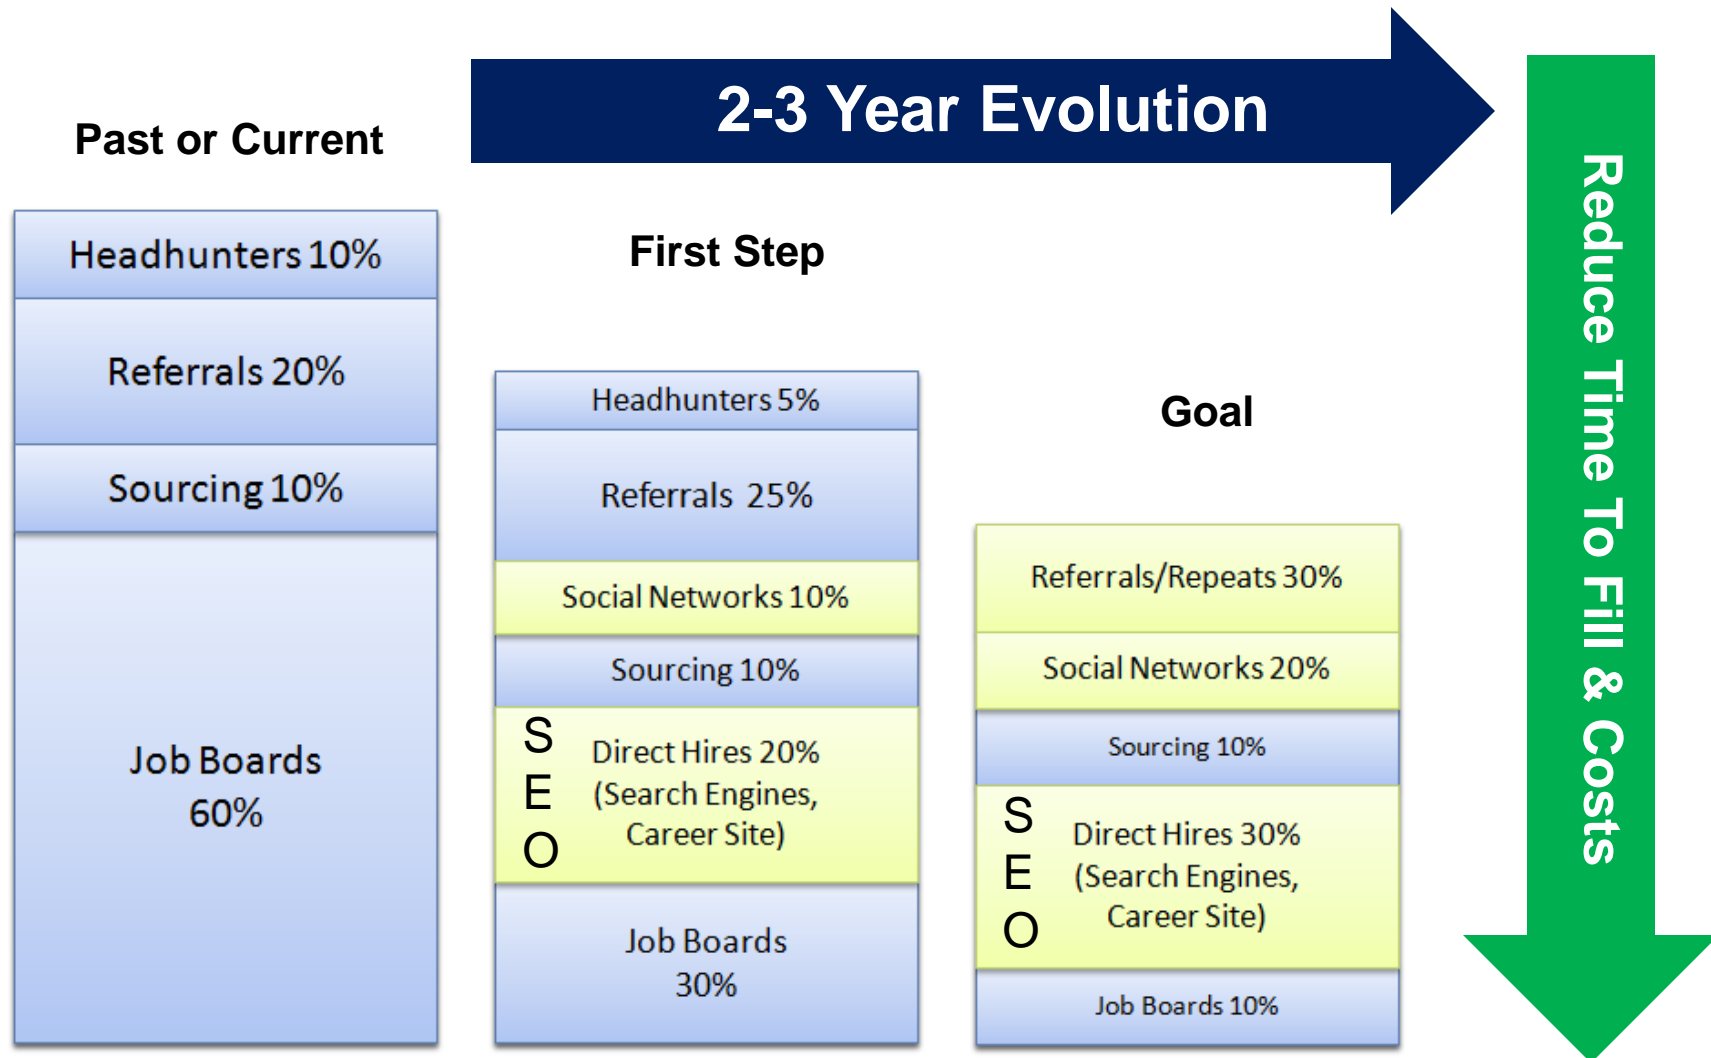 2-3 Year Evolution
Past or Current
Headhunters 10%
Referrals 20%
Sourcing 10%
Job Boards
60%
First Step
Headhunters 5%
Referrals 25%
Social Networks 10%
Sourcing 10%
S
E
O
Direct Hires 20%
(Search Engines,
Career Site)
Job Boards
30%
Goal
Referrals/Repeats 30%
Social Networks 20%
Sourcing 10%
S
E
O
Direct Hires 30%
(Search Engines,
Career Site)
Job Boards 10%
Reduce Time To Fill & Costs